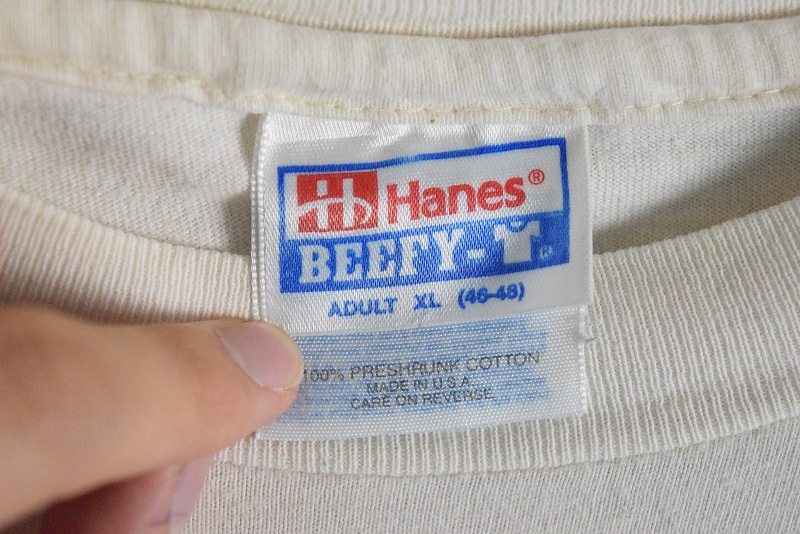 Hanes®
BEEFY-T®
ADULT XL (46-48)
100% PRESHRUNK COTTON
MADE IN U.S.A.
CARE ON REVERSE.